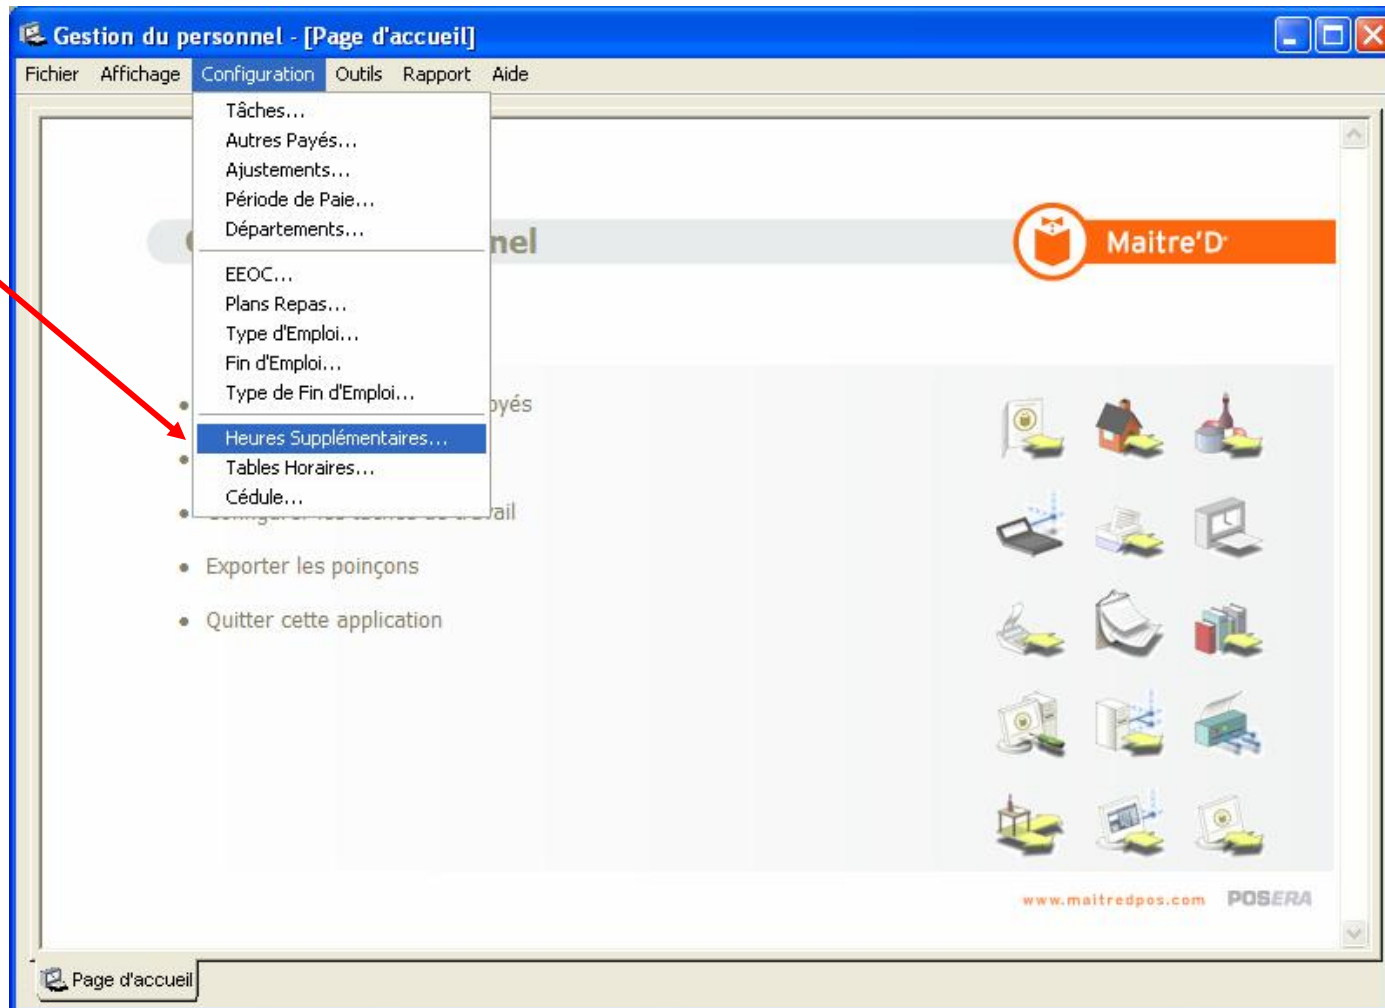 Gestion du personnel - [Page d'accueil]
Fichier Affichage Configuration Outils Rapport Aide
Tâches...
Autres Payés...
Ajustements...
Période de Paie...
Départements...
nel
Maitre'D
EEOC...
Plans Repas...
Type d'Emploi...
Fin d'Emploi...
Type de Fin d'Emploi...
oyés
Heures Supplémentaires...
Tables Horaires...
Cédule...
vail
Exporter les poinçons
Quitter cette application
www.maitredpos.com POSERA
Page d'accueil